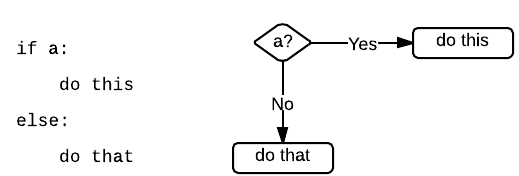 if a:
    do this
else:
    do that
a?
Yes
do this
No
do that